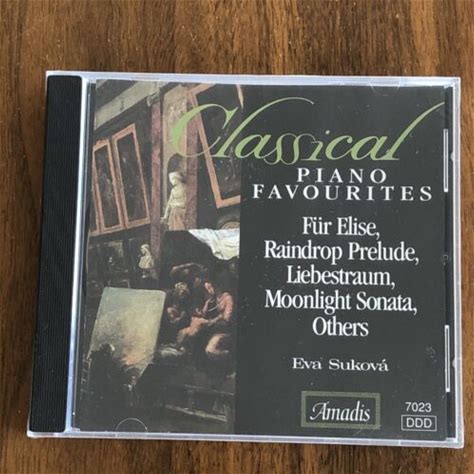 Classical
PIANO
FAVOURITES
Für Elise,
Raindrop Prelude,
Liebestraum,
Moonlight Sonata,
Others
Eva Suková
Amadis
7023
DDD